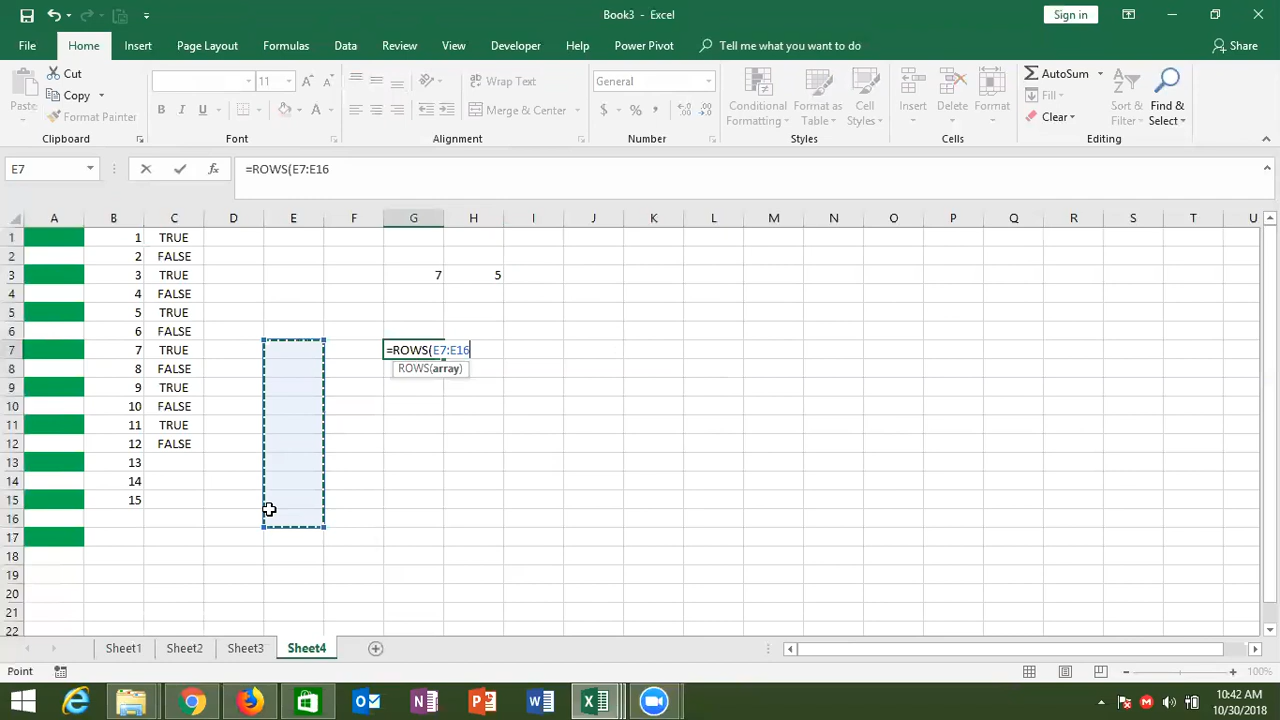 Book3 - Excel
Sign in
File Home Insert Page Layout Formulas Data Review View Developer Help Power Pivot Tell me what you want to do Share
Paste
Cut
Copy
Format Painter
Clipboard
11
Font
Wrap Text
Merge & Center
Alignment
General
Number
Conditional Formatting
Format as Table
Cell Styles
Styles
Insert
Delete
Format
Cells
AutoSum
Fill
Clear
Sort & Filter
Find & Select
Editing
E7
=ROWS(E7:E16
A B C D E F G H I J K L M N O P Q R S T U
1 1 TRUE
2 2 FALSE
3 3 TRUE 7 5
4 4 FALSE
5 5 TRUE
6 6 FALSE
7 7 TRUE =ROWS(E7:E16
8 8 FALSE ROWS(array)
9 9 TRUE
10 10 FALSE
11 11 TRUE
12 12 FALSE
13 13
14 14
15 15
16
17
18
19
20
21
22
Sheet1 Sheet2 Sheet3 Sheet4
Point
100%
10:42 AM
10/30/2018